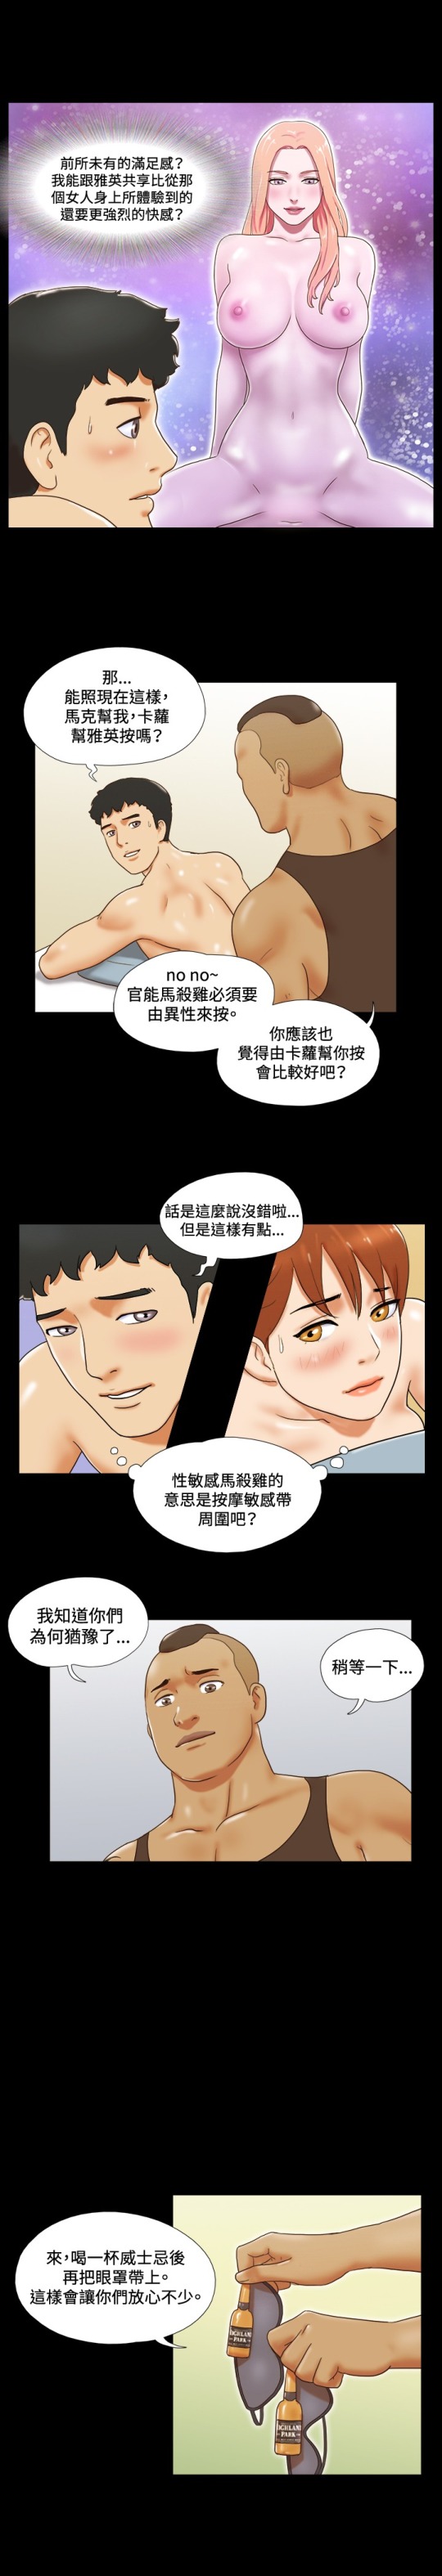 前所未有的滿足感？
我能跟雅英共享比從那
個女人身上所體驗到的
還要更強烈的快感？
那…
能照現在這樣，
馬克幫我，卡蘿
幫雅英按嗎？
no no~
官能馬殺雞必須要
由異性來按。
你應該也
覺得由卡蘿幫你按
會比較好吧？
話是這麼說沒錯啦…
但是這樣有點…
性敏感馬殺雞的
意思是按摩敏感帶
周圍吧？
我知道你們
為何猶豫了…
稍等一下…
來，喝一杯威士忌後
再把眼罩帶上。
這樣會讓你們放心不少。
HIGHLAND
PARK
HIGHLAND
PARK